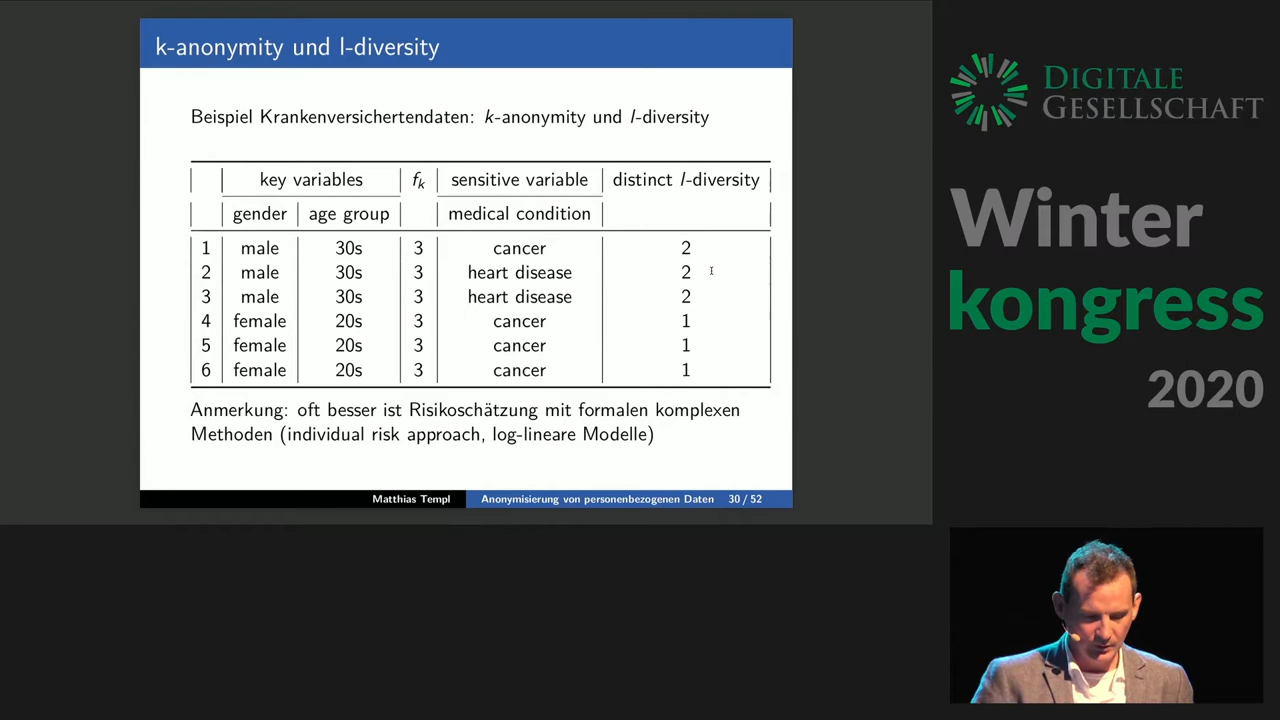 k-anonymity und l-diversity
Beispiel Krankenversichertendaten: k-anonymity und l-diversity
key variables fk sensitive variable distinct l-diversity
gender age group medical condition
1 male 30s 3 cancer 2
2 male 30s 3 heart disease 2
3 male 30s 3 heart disease 2
4 female 20s 3 cancer 1
5 female 20s 3 cancer 1
6 female 20s 3 cancer 1
Anmerkung: oft besser ist Risikoschätzung mit formalen komplexen
Methoden (individual risk approach, log-lineare Modelle)
Matthias Templ Anonymisierung von personenbezogenen Daten 30 / 52
DIGITALE
GESELLSCHAFT
Winter
kongress
2020